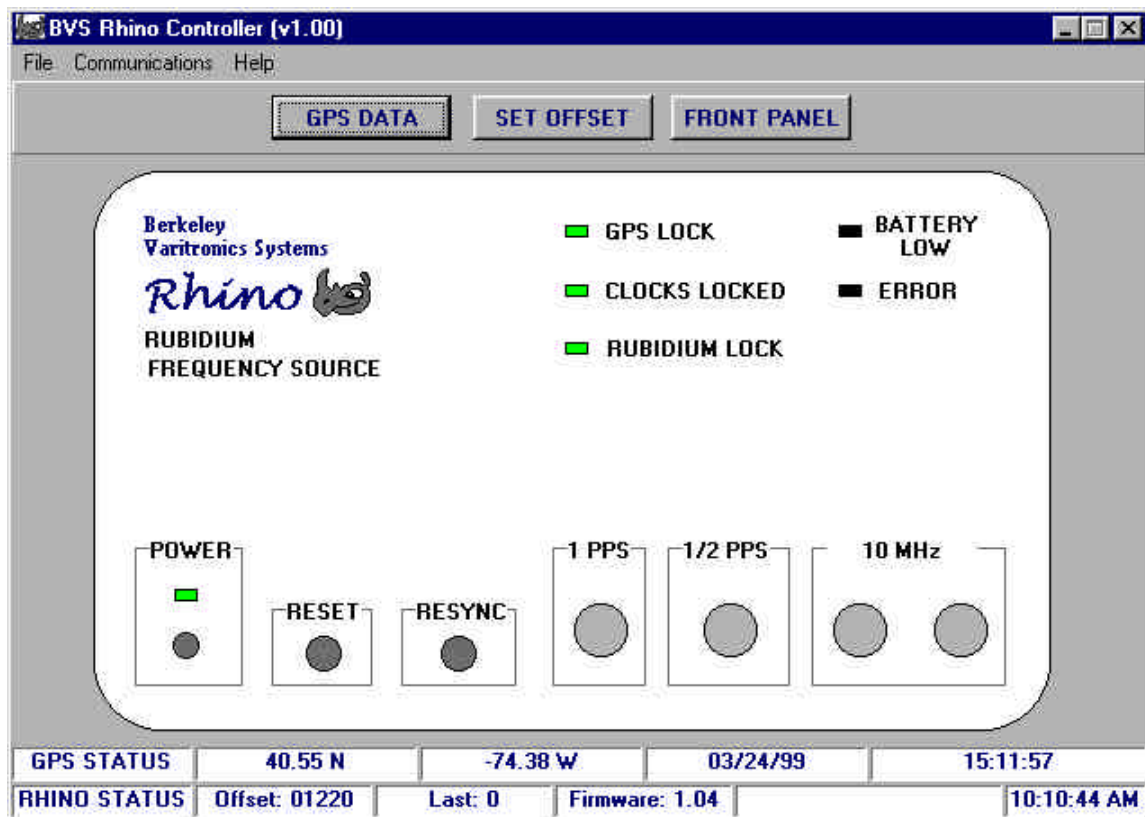 BVS Rhino Controller (v1.00)
File Communications Help
GPS DATA SET OFFSET FRONT PANEL
Berkeley
Varitronics Systems
Rhino
RUBIDIUM
FREQUENCY SOURCE
GPS LOCK
CLOCKS LOCKED
RUBIDIUM LOCK
BATTERY
LOW
ERROR
POWER
RESET
RESYNC
1 PPS
1/2 PPS
10 MHz
GPS STATUS 40.55 N -74.38 W 03/24/99 15:11:57
RHINO STATUS Offset: 01220 Last: 0 Firmware: 1.04 10:10:44 AM